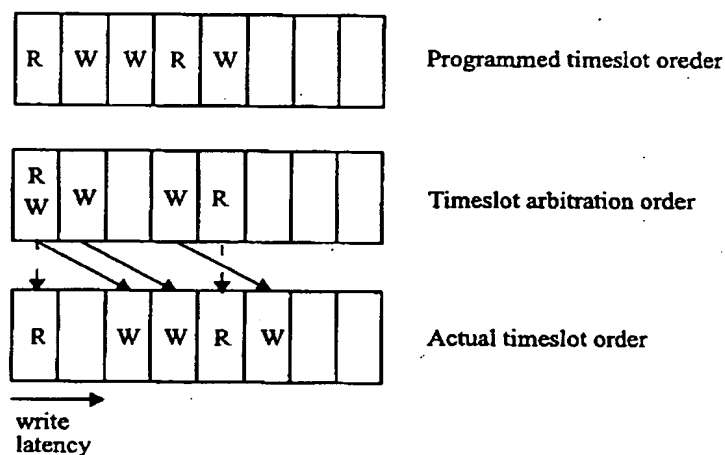 R W W R W Programmed timeslot oreder
R
W W W R Timeslot arbitration order
R W W R W Actual timeslot order
write
latency